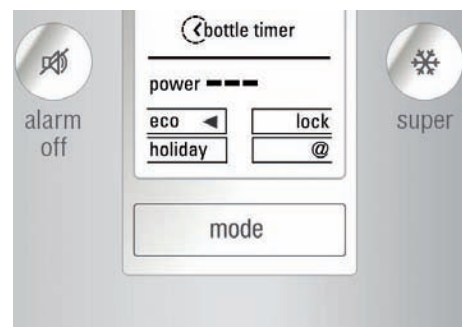 bottle timer
power
eco lock
holiday @
alarm off
super
mode